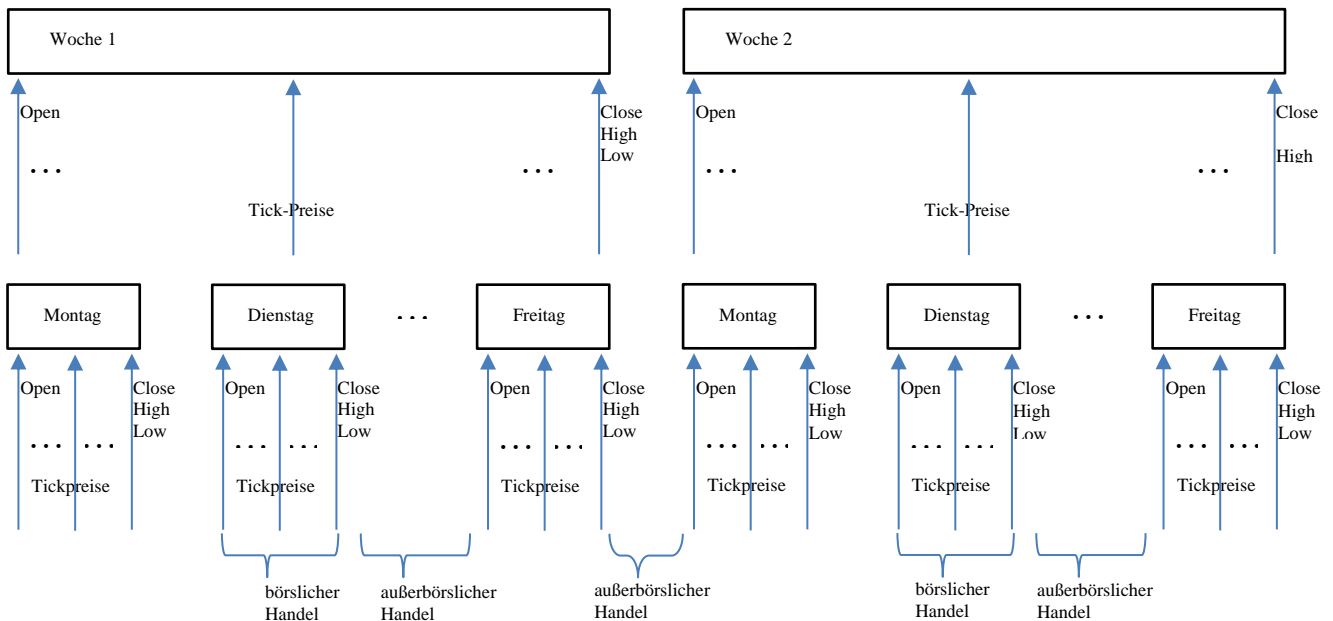 Woche 1
Woche 2
Open
Close
High
Low
Open
Close
High
...
...
...
...
Tick-Preise
Tick-Preise
Montag
Dienstag
...
Freitag
Montag
Dienstag
...
Freitag
Open
Close
High
Low
Open
Close
High
Low
Open
Close
High
Low
Open
Close
High
Low
Open
Close
High
Low
Open
Close
High
Low
... ...
... ...
... ...
... ...
... ...
... ...
Tickpreise
Tickpreise
Tickpreise
Tickpreise
Tickpreise
Tickpreise
börslicher
Handel
außerbörslicher
Handel
außerbörslicher
Handel
börslicher
Handel
außerbörslicher
Handel